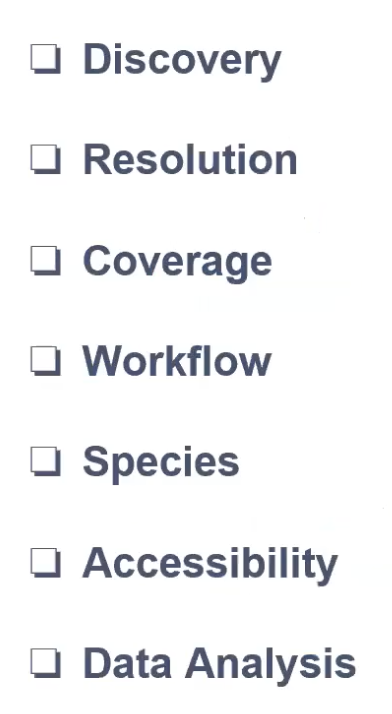 ❏ Discovery
❏ Resolution
❏ Coverage
❏ Workflow
❏ Species
❏ Accessibility
❏ Data Analysis